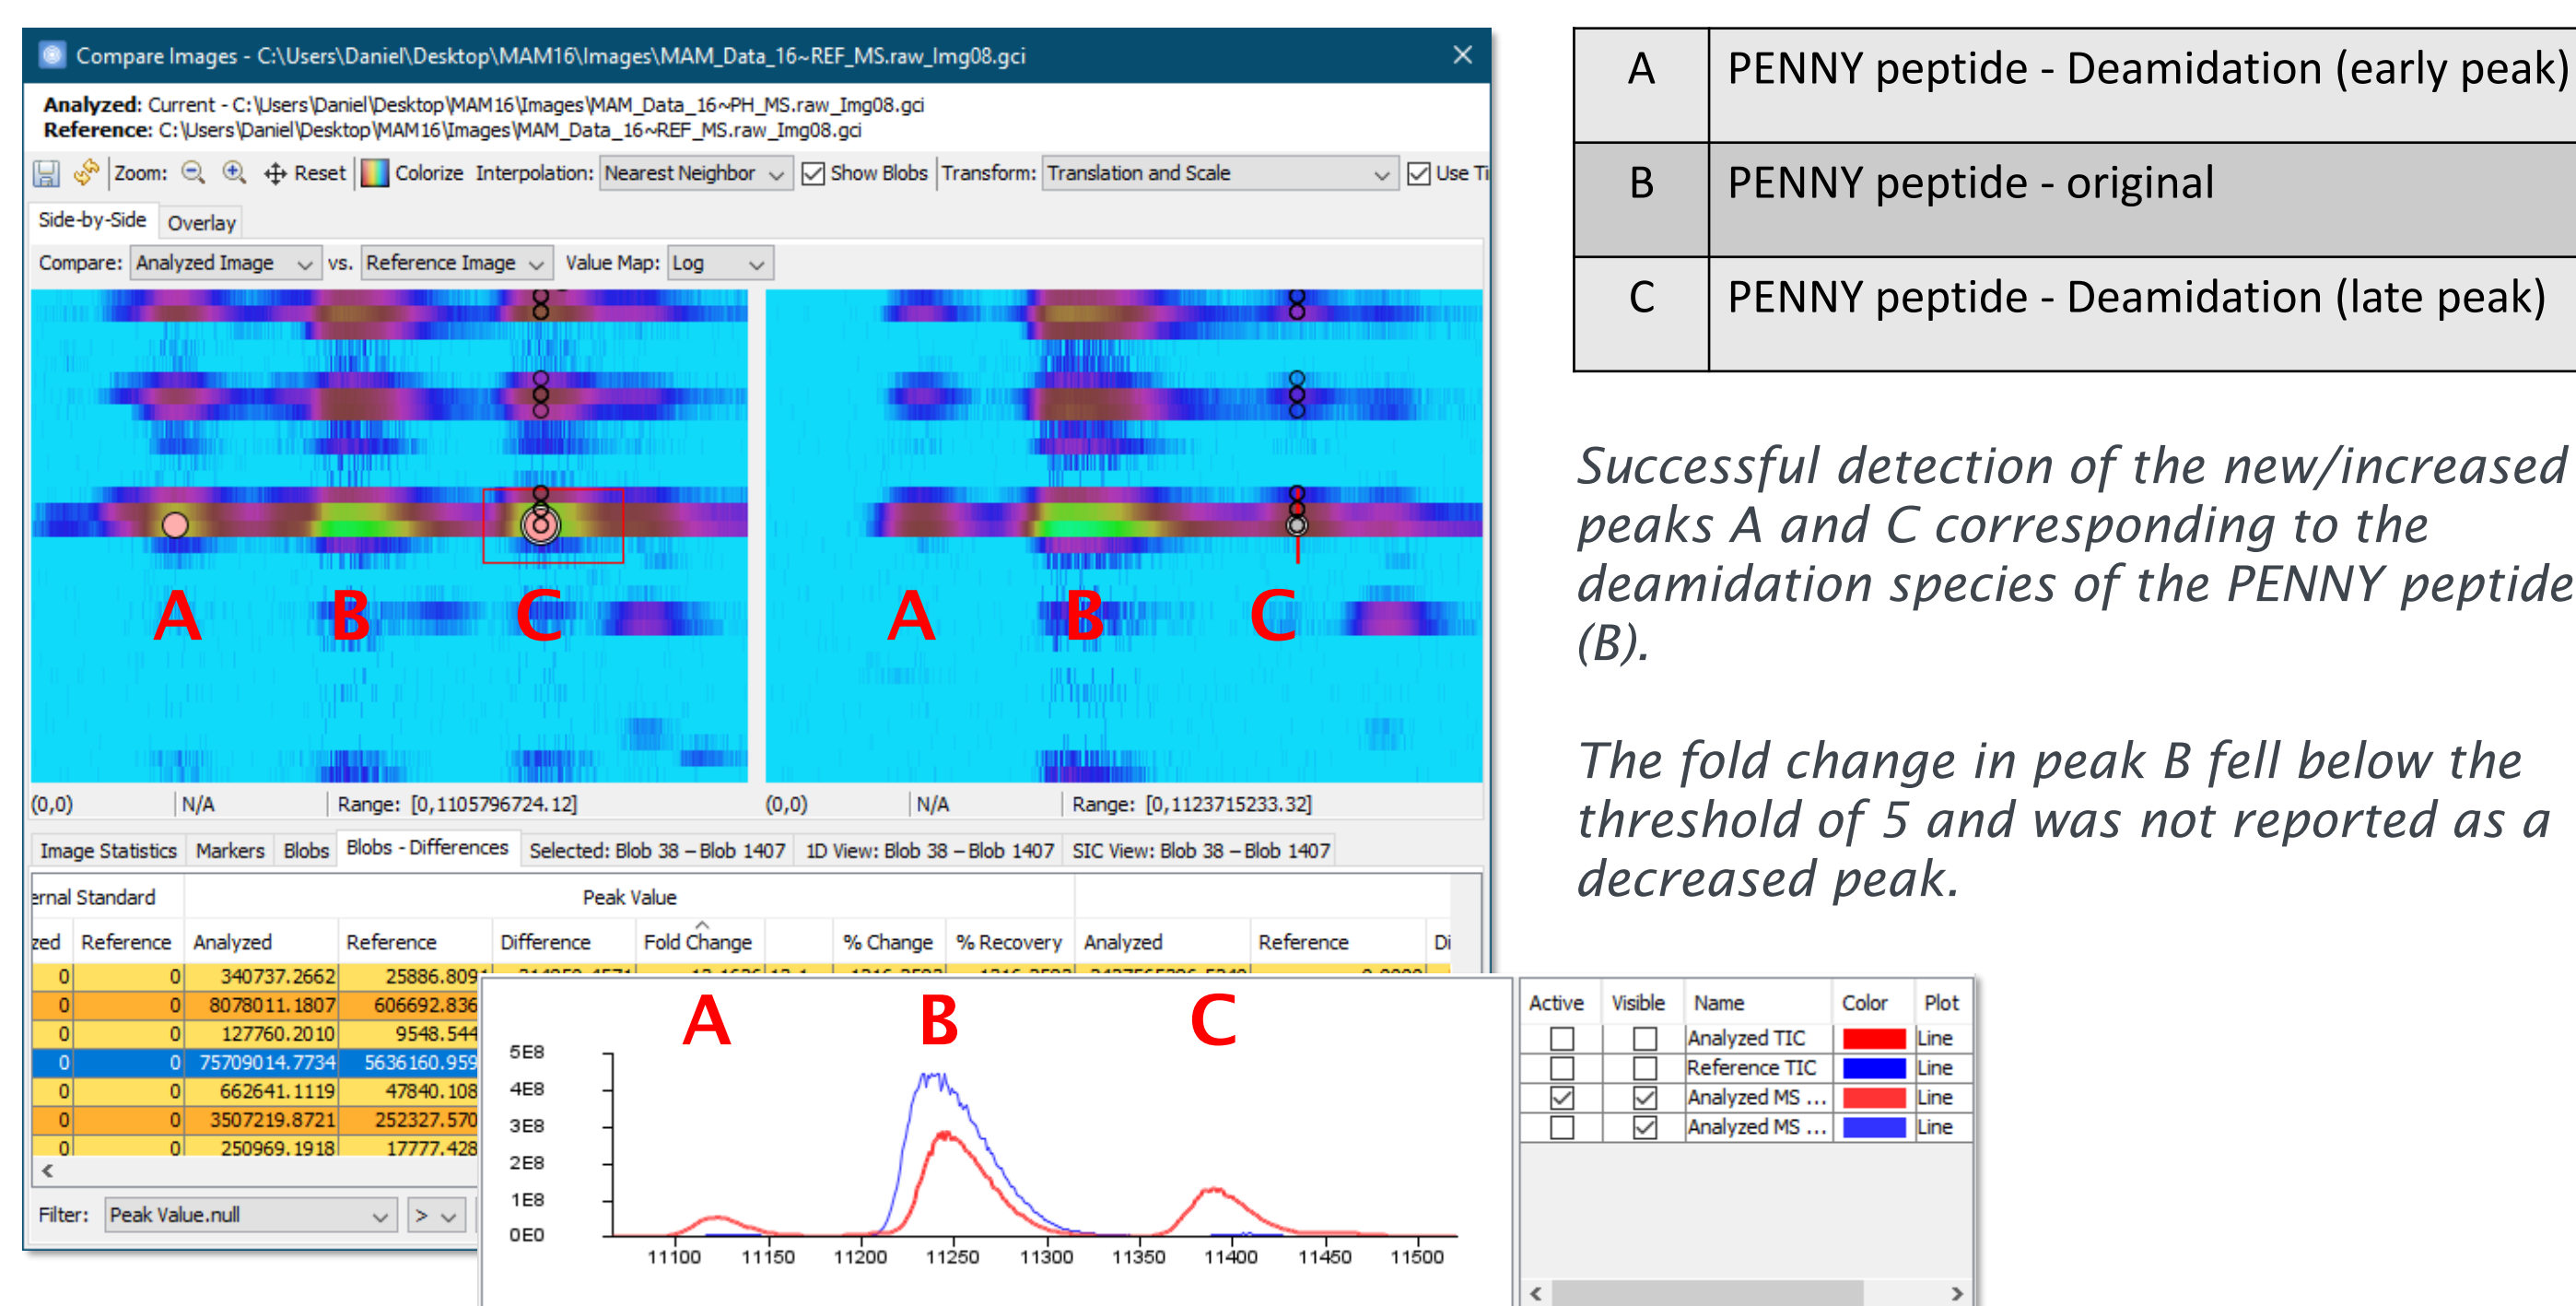 Compare Images - C:\Users\Daniel\Desktop\MAM16\Images\MAM_Data_16~REF_MS.raw_Img08.gci
Analyzed: Current - C:\Users\Daniel\Desktop\MAM16\Images\MAM_Data_16~PH_MS.raw_Img08.gci
Reference: C:\Users\Daniel\Desktop\MAM16\Images\MAM_Data_16~REF_MS.raw_Img08.gci
Zoom: Reset Colorize Interpolation: Nearest Neighbor Show Blobs Transform: Translation and Scale Use Ti
Side-by-Side Overlay
Compare: Analyzed Image vs. Reference Image Value Map: Log
A B C A B C
(0,0) N/A Range: [0,1105796724.12] (0,0) N/A Range: [0,1123715233.32]
Image Statistics Markers Blobs Blobs - Differences Selected: Blob 38 – Blob 1407 1D View: Blob 38 – Blob 1407 SIC View: Blob 38 – Blob 1407
ernal Standard Peak Value
zed Reference Analyzed Reference Difference Fold Change % Change % Recovery Analyzed Reference Di
0 0 340737.2662 25886.8091
0 0 8078011.1807 606692.836
0 0 127760.2010 9548.544
0 0 75709014.7734 5636160.959
0 0 662641.1119 47840.108
0 0 3507219.8721 252327.570
0 0 250969.1918 17777.428
Filter: Peak Value.null >
A B C
5E8
4E8
3E8
2E8
1E8
0E0
11100 11150 11200 11250 11300 11350 11400 11450 11500
Active Visible Name Color Plot
Analyzed TIC Line
Reference TIC Line
Analyzed MS ... Line
Analyzed MS ... Line
A PENNY peptide - Deamidation (early peak)
B PENNY peptide - original
C PENNY peptide - Deamidation (late peak)
Successful detection of the new/increased
peaks A and C corresponding to the
deamidation species of the PENNY peptide
(B).
The fold change in peak B fell below the
threshold of 5 and was not reported as a
decreased peak.